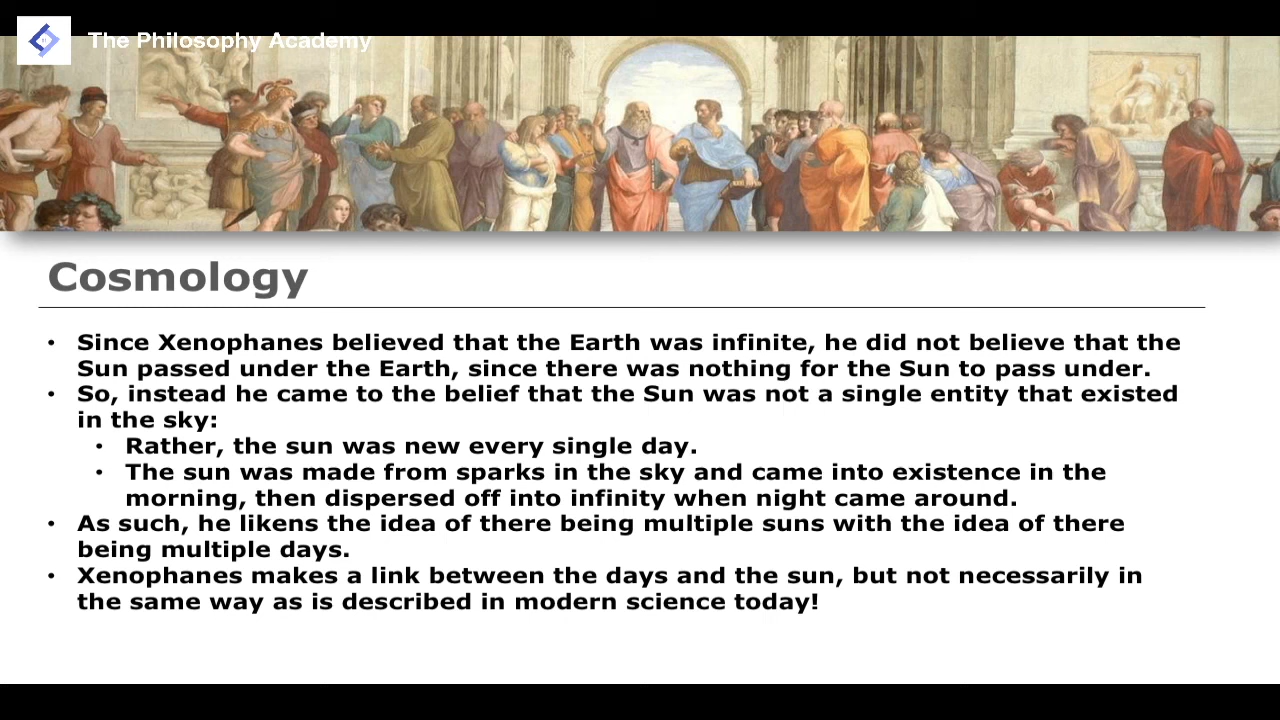 The Philosophy Academy
Cosmology
• Since Xenophanes believed that the Earth was infinite, he did not believe that the
Sun passed under the Earth, since there was nothing for the Sun to pass under.
• So, instead he came to the belief that the Sun was not a single entity that existed
in the sky:
• Rather, the sun was new every single day.
• The sun was made from sparks in the sky and came into existence in the
morning, then dispersed off into infinity when night came around.
• As such, he likens the idea of there being multiple suns with the idea of there
being multiple days.
• Xenophanes makes a link between the days and the sun, but not necessarily in
the same way as is described in modern science today!